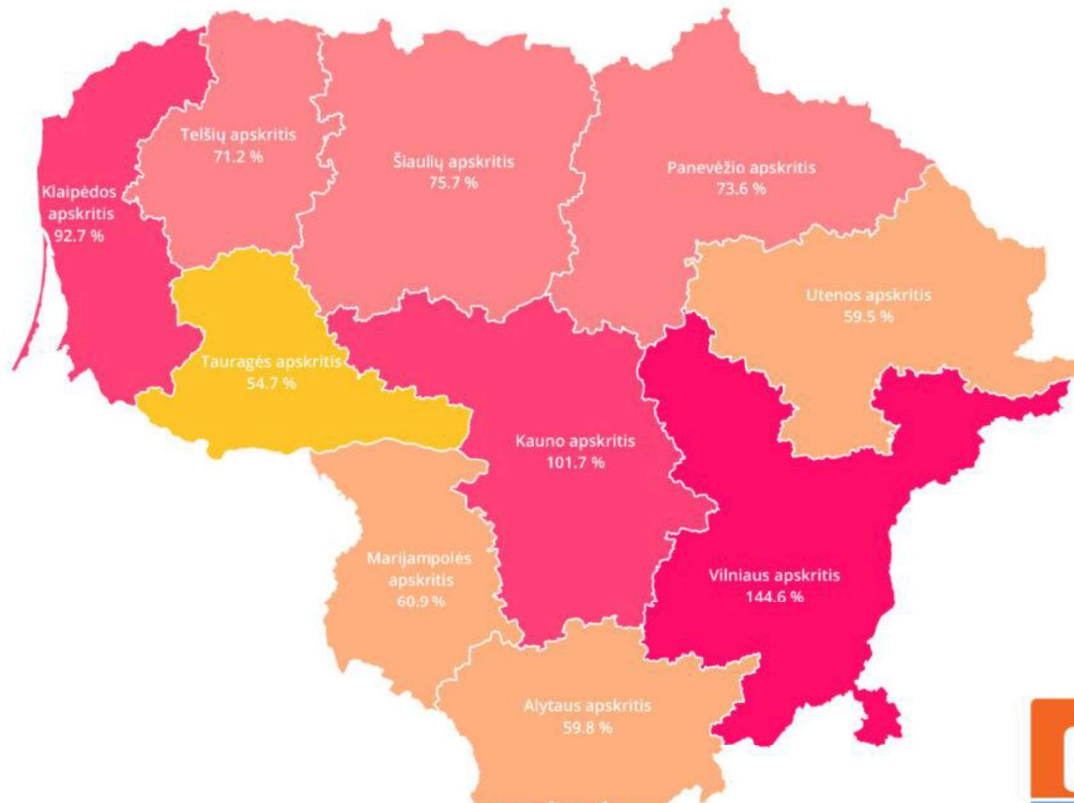 Telšių apskritis
71.2 %
Šiaulių apskritis
75.7 %
Panevėžio apskritis
73.6 %
Klaipėdos
apskritis
92.7 %
Utenos apskritis
59.5 %
Tauragės apskritis
54.7 %
Kauno apskritis
101.7 %
Marijampolės
apskritis
60.9 %
Vilniaus apskritis
144.6 %
Alytaus apskritis
59.8 %